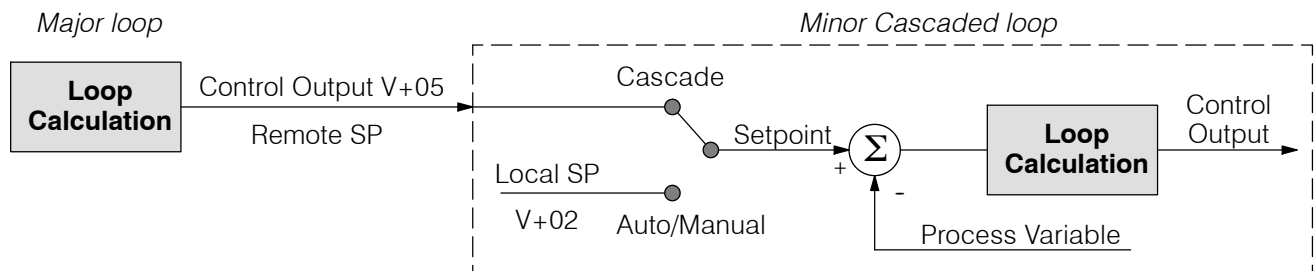 Major loop
Minor Cascaded loop
Loop
Calculation
Control Output V+05
Remote SP
Cascade
Local SP
V+02
Auto/Manual
Setpoint
+
Σ
-
Process Variable
Loop
Calculation
Control
Output